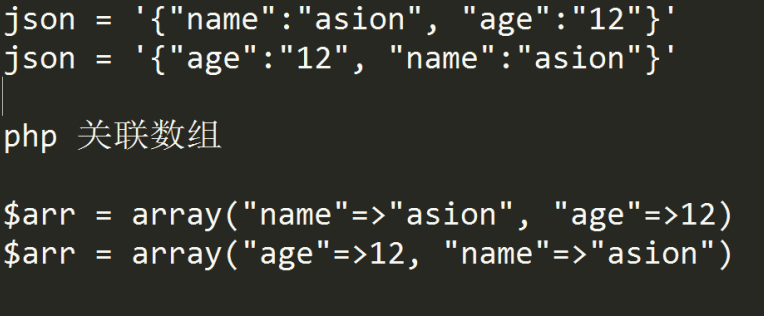 json = '{"name":"asion", "age":"12"}'
json = '{"age":"12", "name":"asion"}'
php 关联数组
$arr = array("name"=>"asion", "age"=>12)
$arr = array("age"=>12, "name"=>"asion")